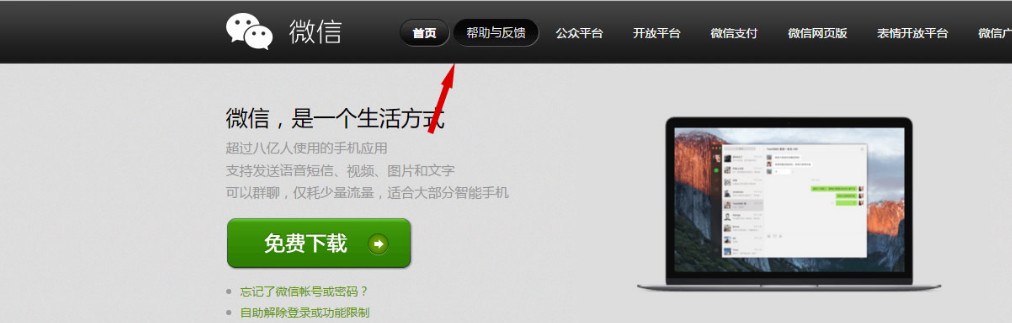 微信 首页 帮助与反馈 公众平台 开放平台 微信支付 微信网页版 表情开放平台 微信广
微信，是一个生活方式
超过八亿人使用的手机应用
支持发送语音短信、视频、图片和文字
可以群聊，仅耗少量流量，适合大部分智能手机
免费下载
忘记了微信帐号或密码？
自助解除登录或功能限制